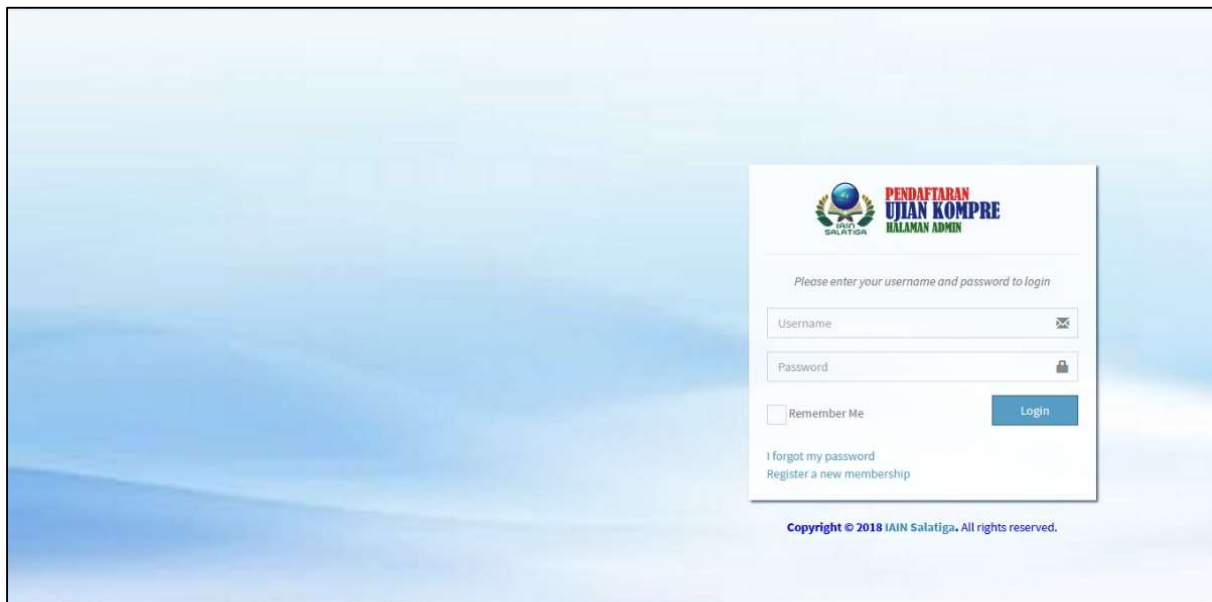 IAIN
SALATIGA
PENDAFTARAN
UJIAN KOMPRE
HALAMAN ADMIN
Please enter your username and password to login
Username
Password
Remember Me
Login
I forgot my password
Register a new membership
Copyright © 2018 IAIN Salatiga. All rights reserved.